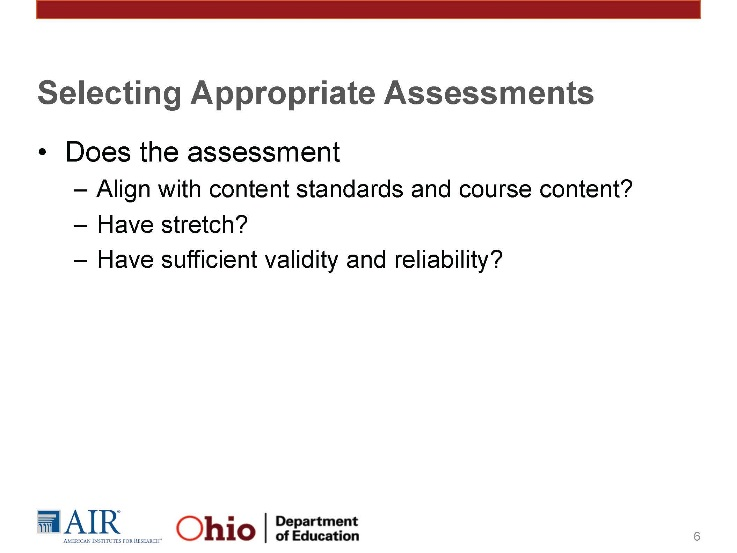 Selecting Appropriate Assessments
• Does the assessment
– Align with content standards and course content?
– Have stretch?
– Have sufficient validity and reliability?
AIR®
AMERICAN INSTITUTES FOR RESEARCH™
Ohio
Department
of Education
6